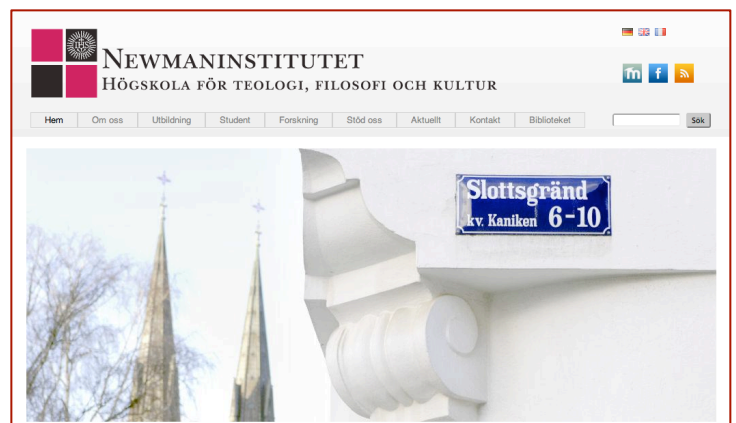 NEWMANINSTITUTET
HÖGSKOLA FÖR TEOLOGI, FILOSOFI OCH KULTUR
Hem Om oss Utbildning Student Forskning Stöd oss Aktuellt Kontakt Biblioteket Sök
Slottsgränd
kv. Kaniken 6-10